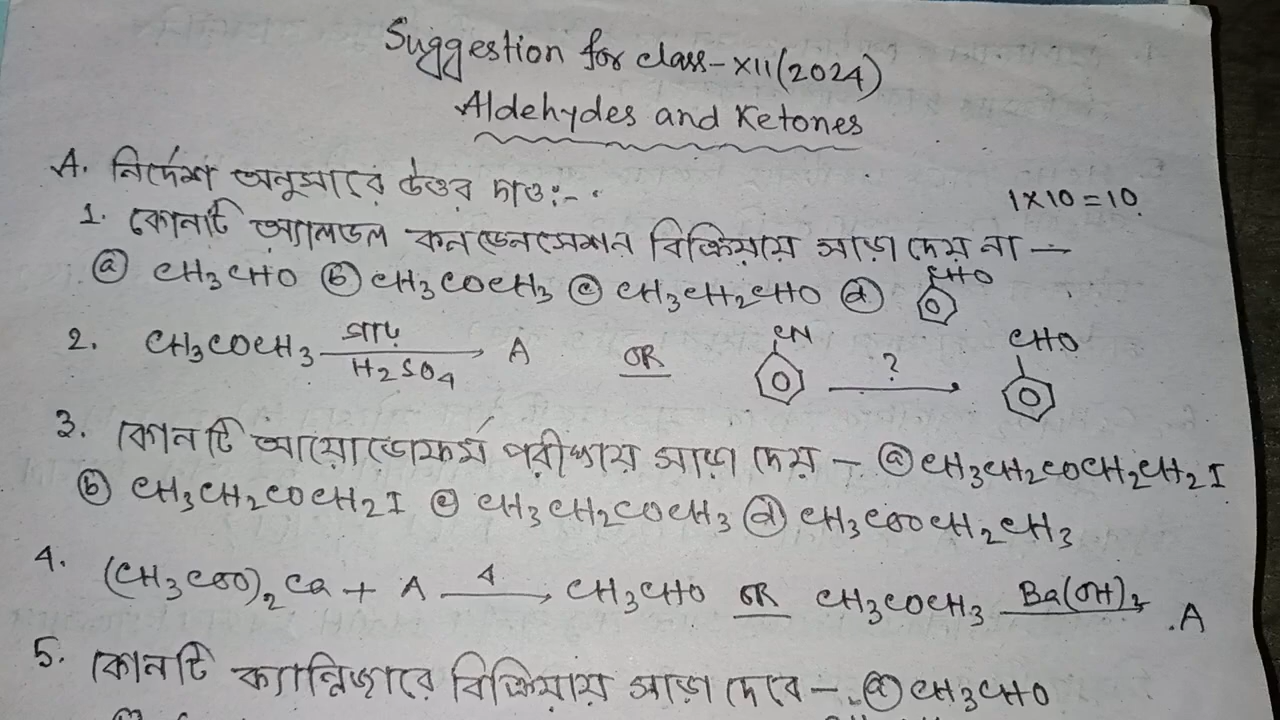 Suggestion for class-XII(2024)
Aldehydes and Ketones
A. নির্দেশ অনুসারে উত্তর দাও:-
1×10=10
1. কোনটি অ্যালডল কনডেনসেশন বিক্রিয়ায় সাড়া দেয় না —
ⓐ CH₃CHO ⓑ CH₃COCH₃ ⓒ CH₃CH₂CHO ⓓ CHO
2. CH₃COCH₃ গাঢ় H₂SO₄ → A OR CN ? → CHO
3. কোনটি আয়োডোফর্ম পরীক্ষায় সাড়া দেয় – ⓐ CH₃CH₂COCH₂CH₂I
ⓑ CH₃CH₂COCH₂I ⓒ CH₃CH₂COCH₃ ⓓ CH₃COOCH₂CH₃
4. (CH₃COO)₂Ca + A Δ → CH₃CHO OR CH₃COCH₃ Ba(OH)₂ → A
5. কোনটি ক্যানিজারে বিক্রিয়ায় সাড়া দেবে – ⓐ CH₃CHO